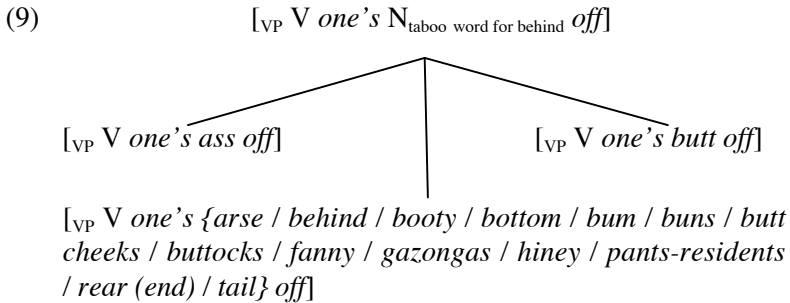 (9) [VP V one's Ntaboo word for behind off]
[VP V one's ass off] [VP V one's butt off]
[VP V one's {arse / behind / booty / bottom / bum / buns / butt
cheeks / buttocks / fanny / gazongas / hiney / pants-residents
/ rear (end) / tail} off]